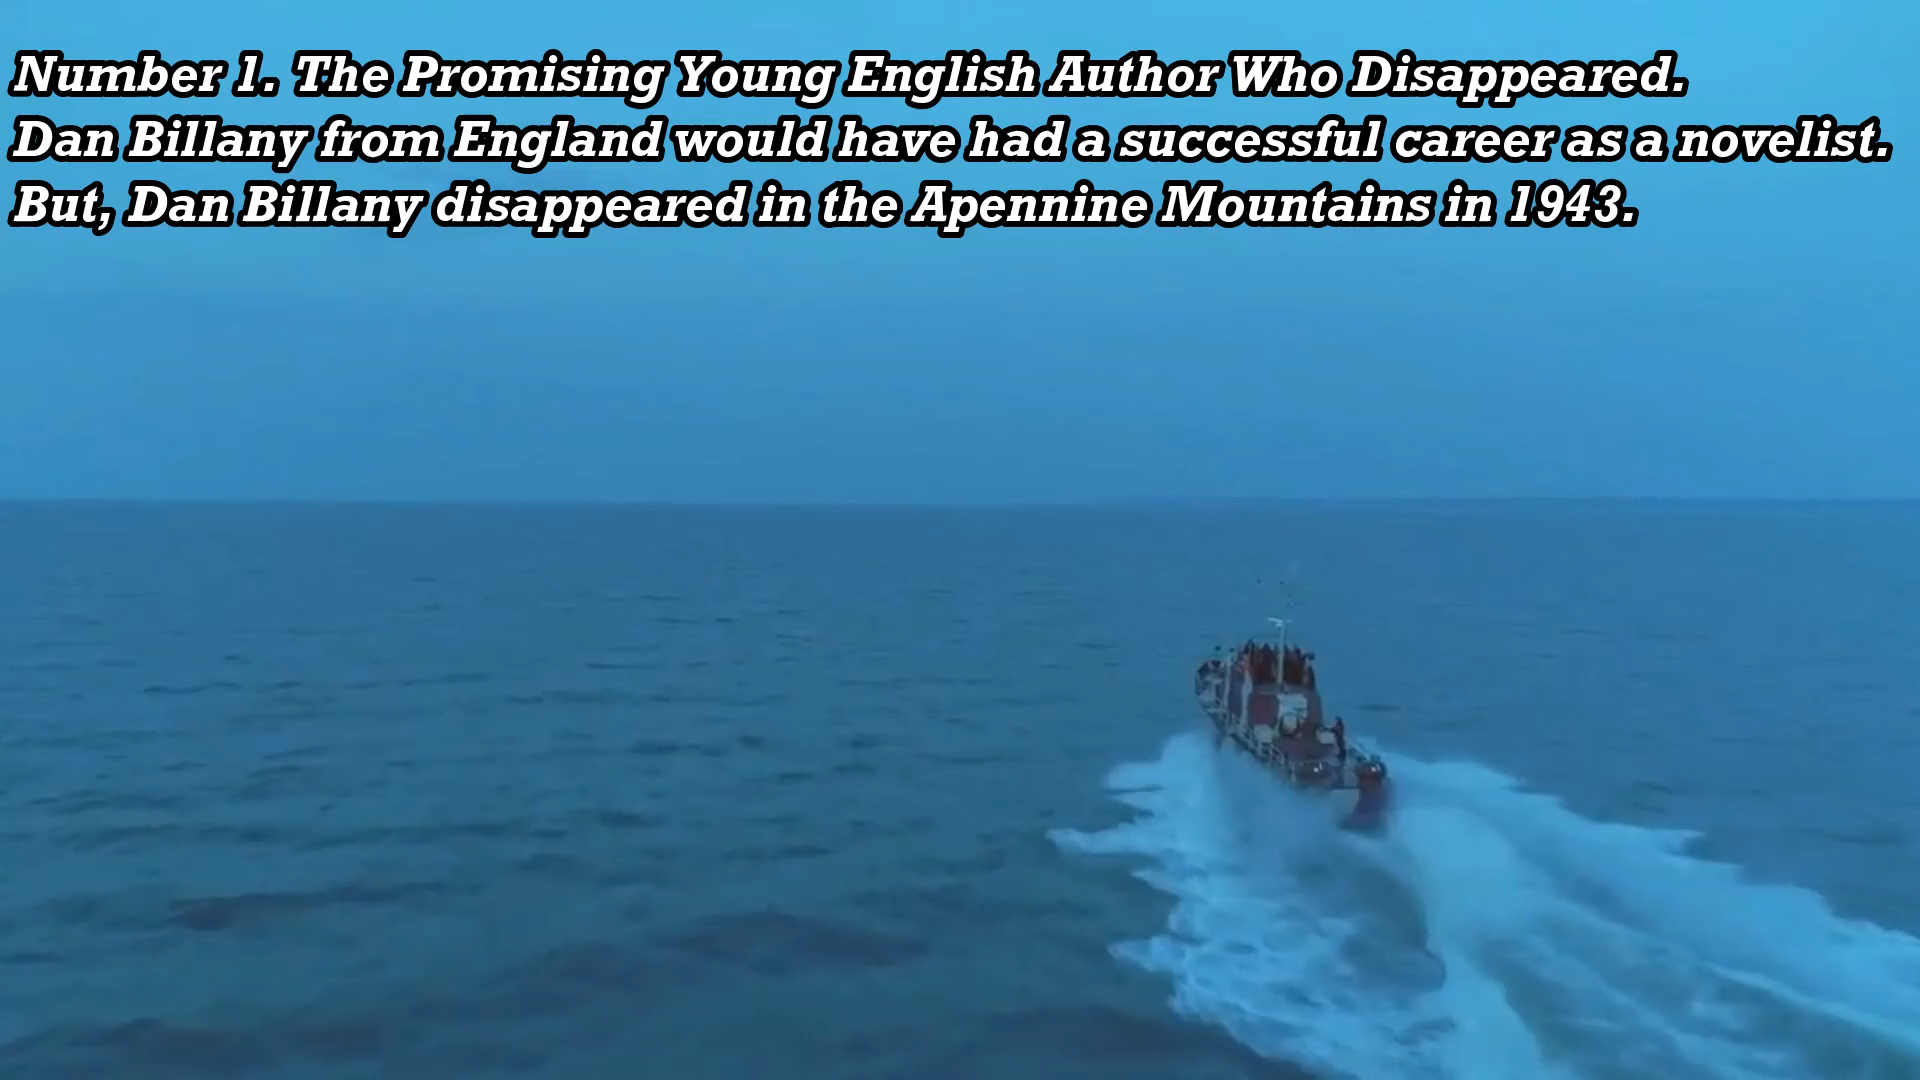 Number 1. The Promising Young English Author Who Disappeared.
Dan Billany from England would have had a successful career as a novelist.
But, Dan Billany disappeared in the Apennine Mountains in 1943.